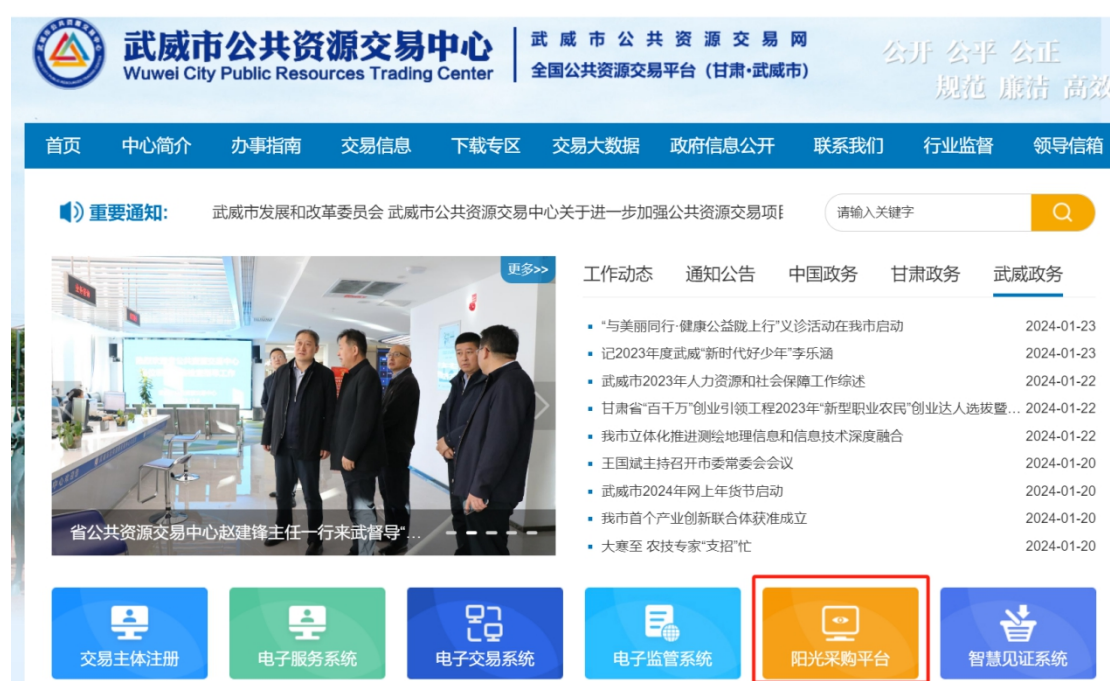 武威市公共资源交易中心
Wuwei City Public Resources Trading Center
武威市公共资源交易网
全国公共资源交易平台（甘肃·武威市）
公开 公平 公正
规范 廉洁 高效
首页 中心简介 办事指南 交易信息 下载专区 交易大数据 政府信息公开 联系我们 行业监督 领导信箱
重要通知：
武威市发展和改革委员会 武威市公共资源交易中心关于进一步加强公共资源交易项目
请输入关键字
更多>>
省公共资源交易中心赵建锋主任一行来武督导“...
工作动态 通知公告 中国政务 甘肃政务 武威政务
“与美丽同行·健康公益陇上行”义诊活动在我市启动 2024-01-23
记2023年度武威“新时代好少年”李乐涵 2024-01-23
武威市2023年人力资源和社会保障工作综述 2024-01-22
甘肃省“百千万”创业引领工程2023年“新型职业农民”创业达人选拔暨... 2024-01-22
我市立体化推进测绘地理信息和信息技术深度融合 2024-01-22
王国斌主持召开市委常委会会议 2024-01-20
武威市2024年网上年货节启动 2024-01-20
我市首个产业创新联合体获准成立 2024-01-20
大寒至 农技专家“支招”忙 2024-01-20
交易主体注册 电子服务系统 电子交易系统 电子监管系统 阳光采购平台 智慧见证系统